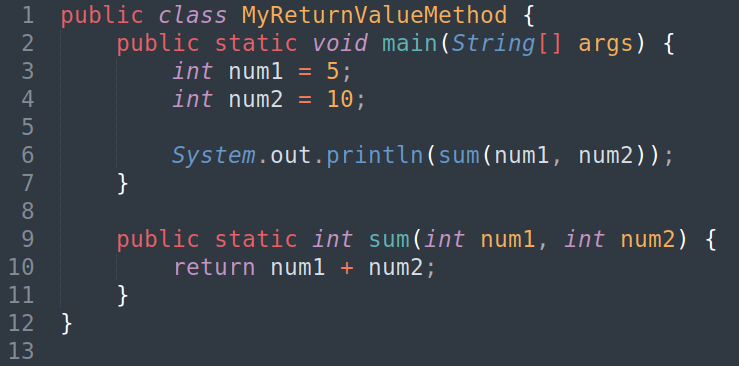 1 public class MyReturnValueMethod {
2     public static void main(String[] args) {
3         int num1 = 5;
4         int num2 = 10;
5
6         System.out.println(sum(num1, num2));
7     }
8
9     public static int sum(int num1, int num2) {
10         return num1 + num2;
11     }
12 }
13